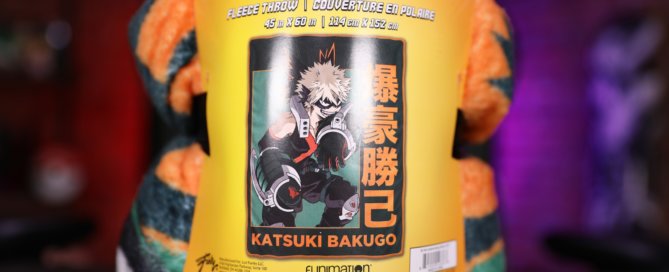 FLEECE THROW | COUVERTURE EN POLAIRE
45 IN X 60 IN | 114 CM X 152 CM
爆豪勝己
KATSUKI BAKUGO
FUNIMATION